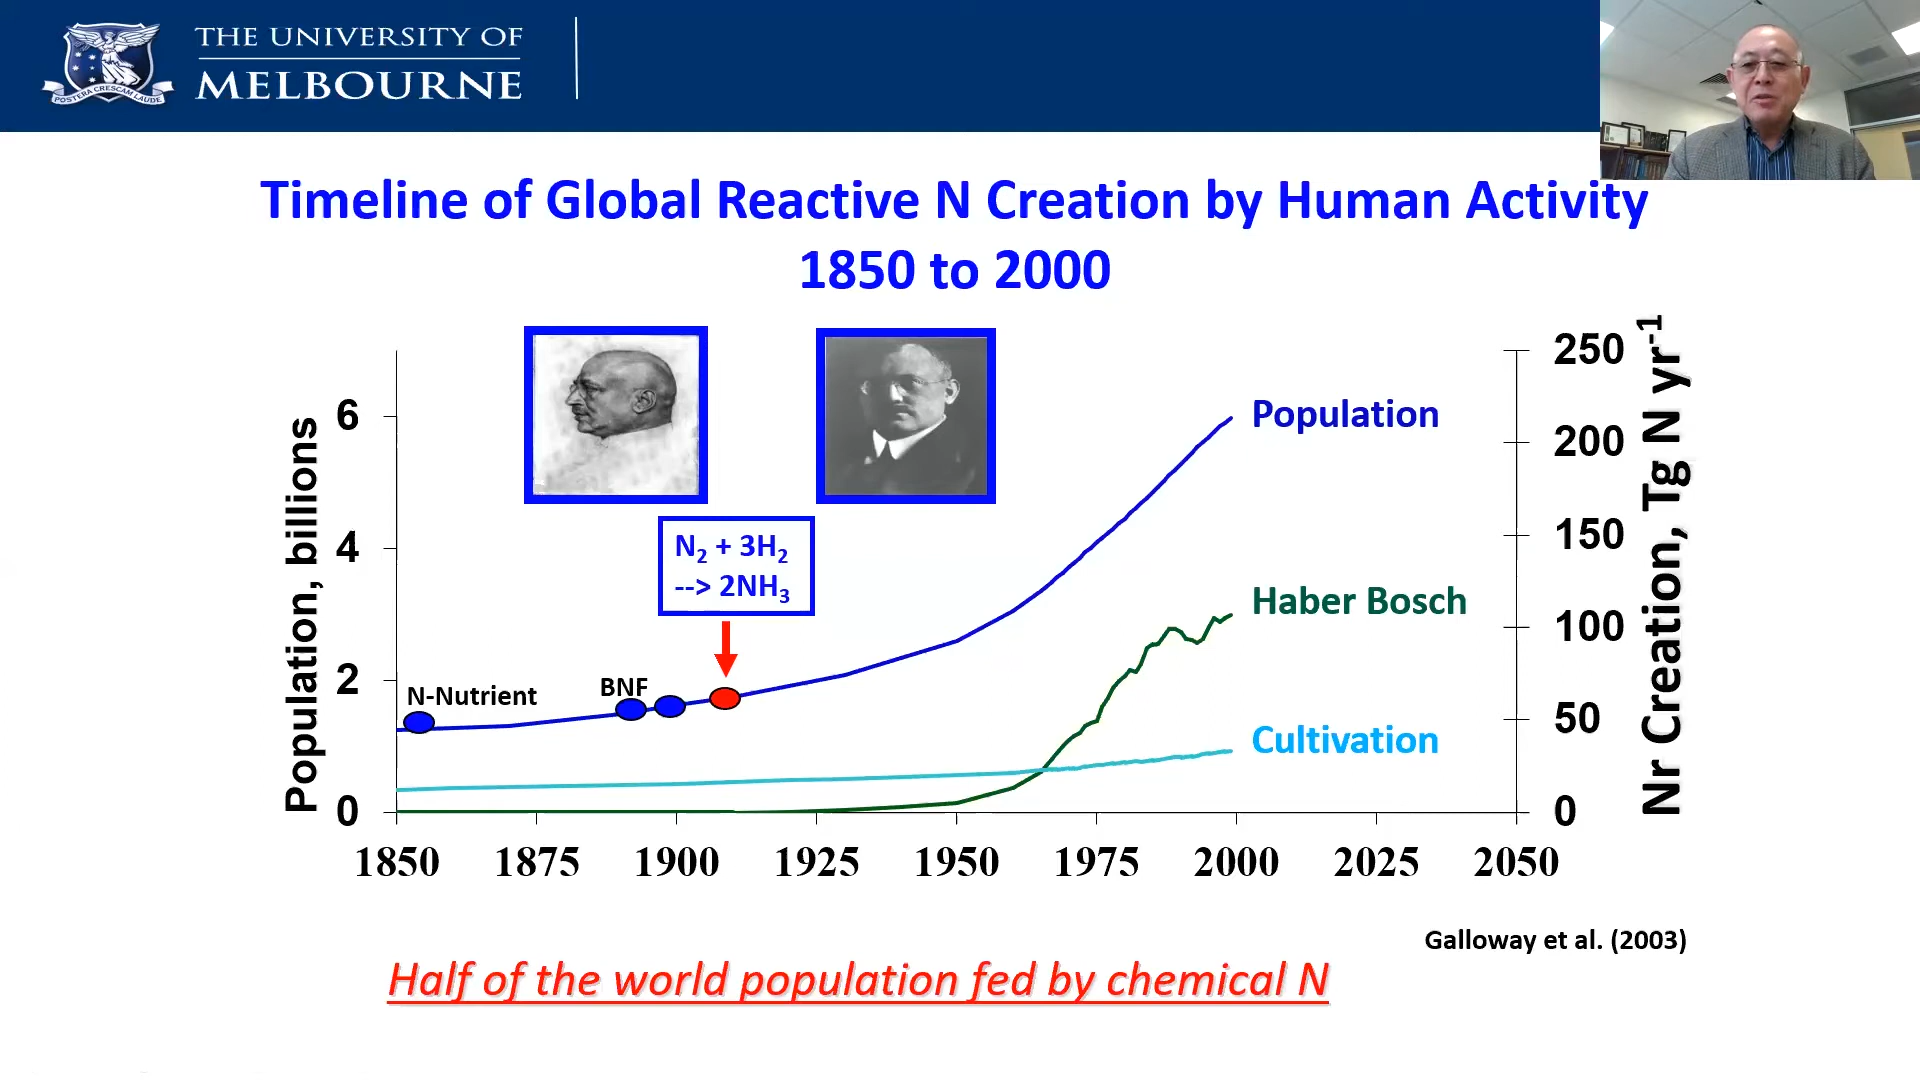 THE UNIVERSITY OF
MELBOURNE
POSTERA CRESCAM LAUDE
Timeline of Global Reactive N Creation by Human Activity
1850 to 2000
Population, billions
6
4
2
0
N₂ + 3H₂
--> 2NH₃
N-Nutrient
BNF
Population
Haber Bosch
Cultivation
250
200
150
100
50
0
Nr Creation, Tg N yr⁻¹
1850 1875 1900 1925 1950 1975 2000 2025 2050
Galloway et al. (2003)
Half of the world population fed by chemical N